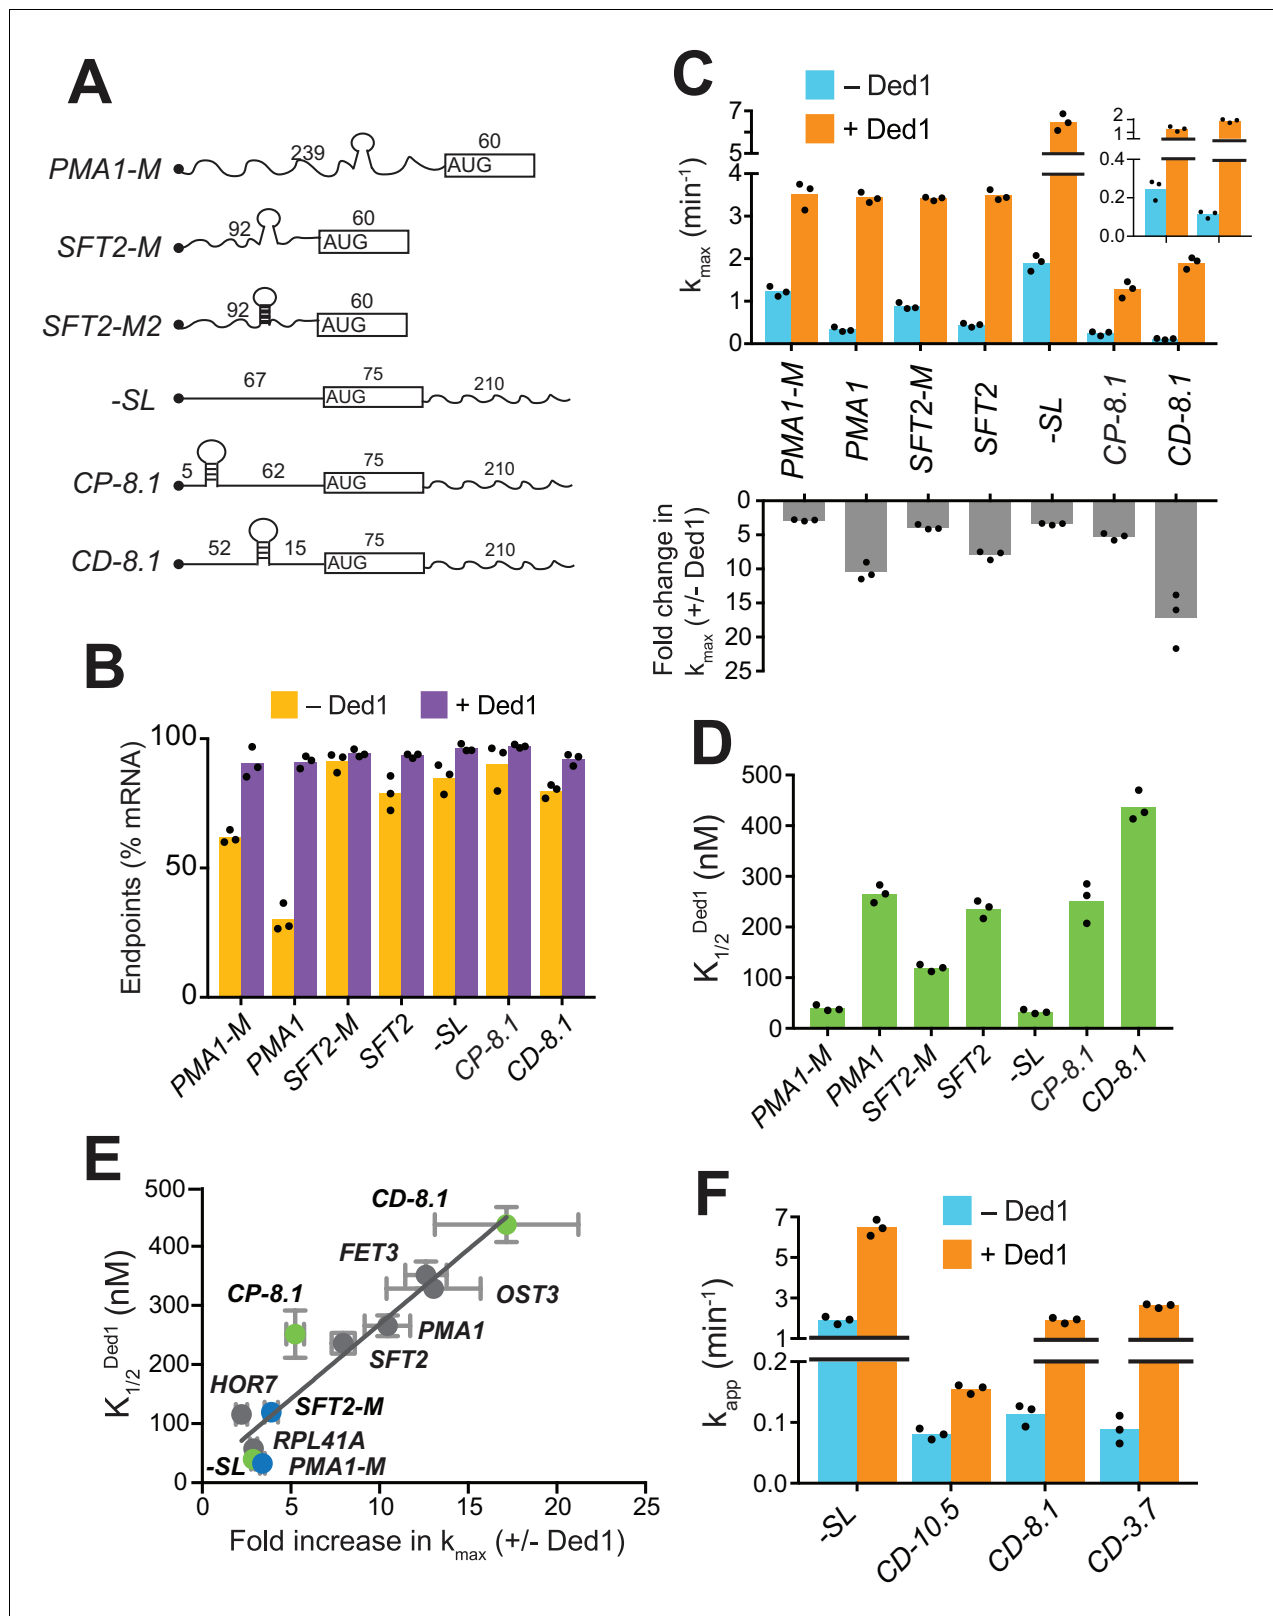 A
PMA1-M
239
60
AUG
SFT2-M
92
60
AUG
SFT2-M2
92
60
AUG
-SL
67
75
210
AUG
CP-8.1
5
62
75
210
AUG
CD-8.1
52
15
75
210
AUG
B
– Ded1
+ Ded1
Endpoints (% mRNA)
100
50
0
PMA1-M
PMA1
SFT2-M
SFT2
-SL
CP-8.1
CD-8.1
C
– Ded1
+ Ded1
kmax (min-1)
7
5
4
3
2
1
0
2
1
0.4
0.2
0.0
PMA1-M
PMA1
SFT2-M
SFT2
-SL
CP-8.1
CD-8.1
Fold change in
kmax (+/- Ded1)
0
5
10
15
20
25
D
K1/2 Ded1 (nM)
500
400
300
200
100
0
PMA1-M
PMA1
SFT2-M
SFT2
-SL
CP-8.1
CD-8.1
E
K1/2 Ded1 (nM)
500
400
300
200
100
0
CD-8.1
FET3
OST3
CP-8.1
PMA1
SFT2
HOR7
SFT2-M
RPL41A
-SL
PMA1-M
0
5
10
15
20
25
Fold increase in kmax (+/- Ded1)
F
– Ded1
+ Ded1
kapp (min-1)
7
5
3
1
0.2
0.1
0.0
-SL
CD-10.5
CD-8.1
CD-3.7